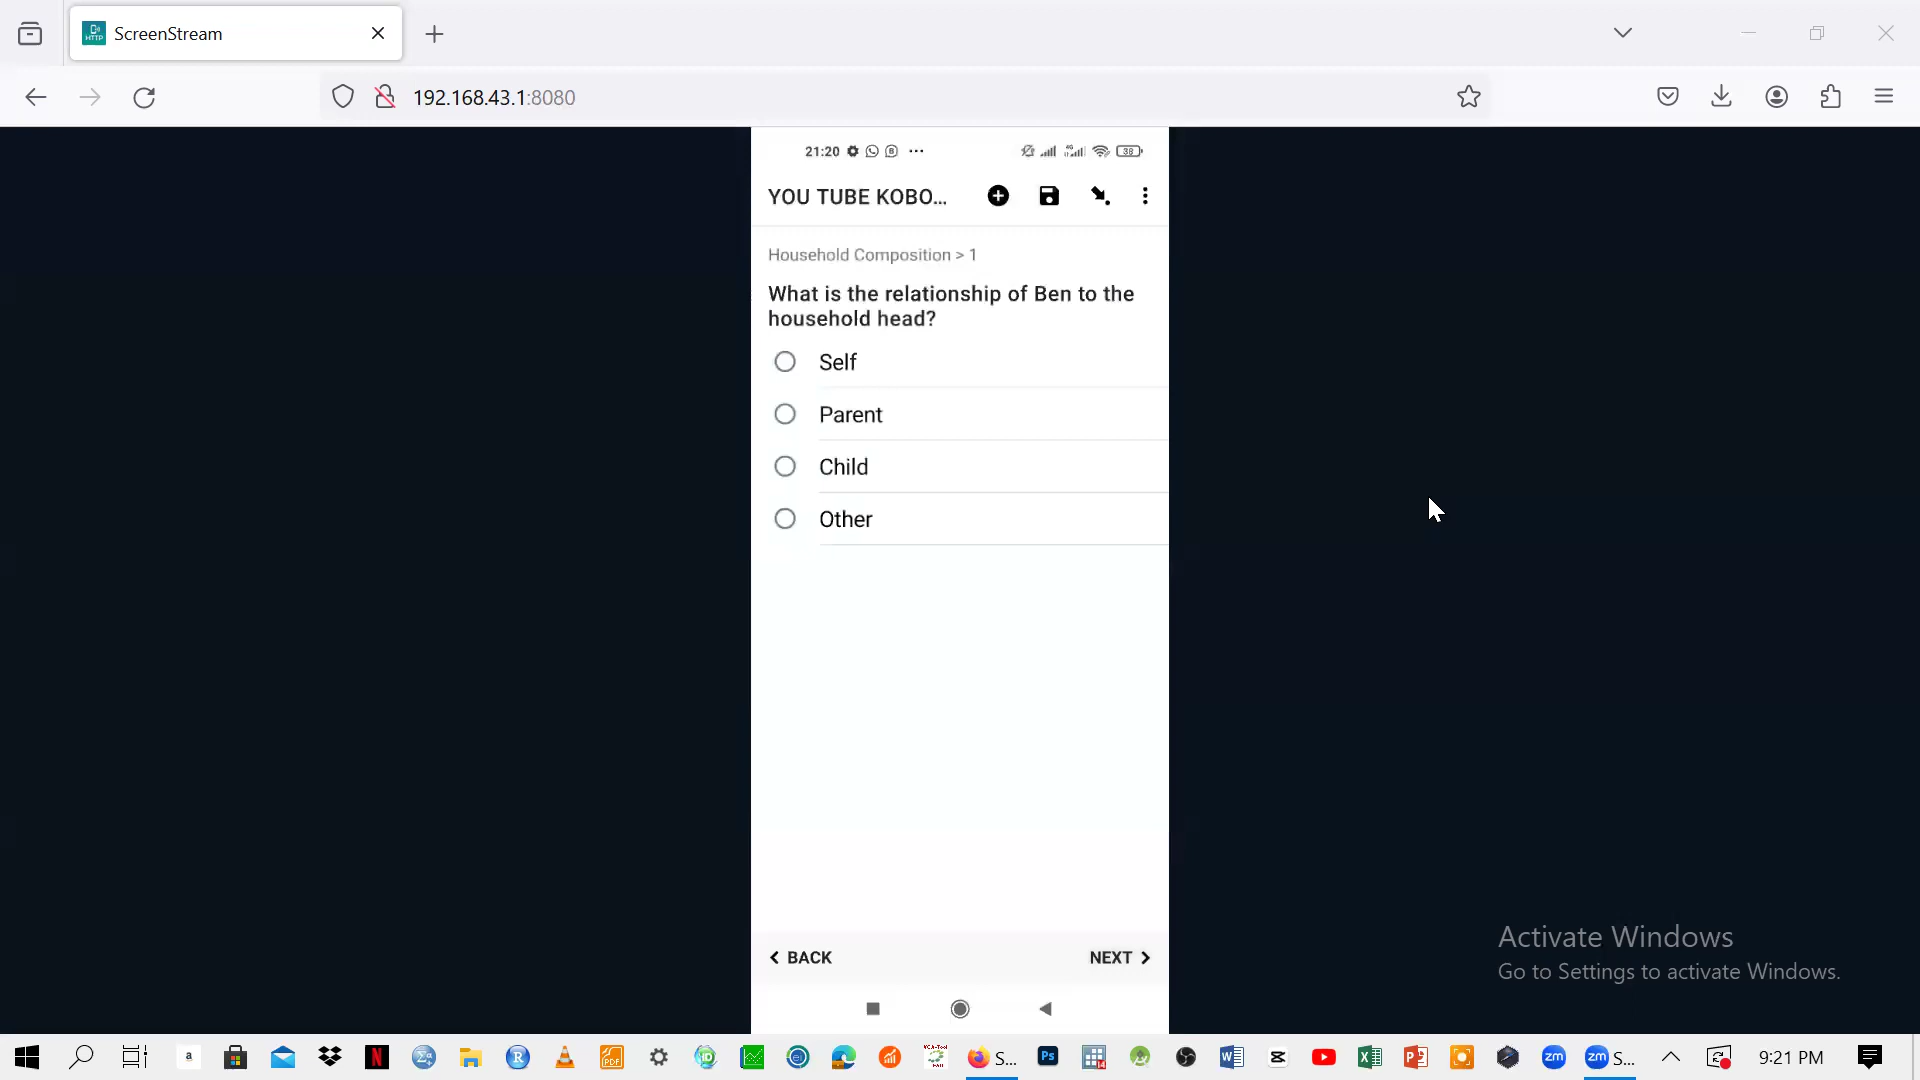 ScreenStream
192.168.43.1:8080
21:20
38
YOU TUBE KOBO...
Household Composition > 1
What is the relationship of Ben to the
household head?
Self
Parent
Child
Other
BACK
NEXT
Activate Windows
Go to Settings to activate Windows.
S...
S...
9:21 PM